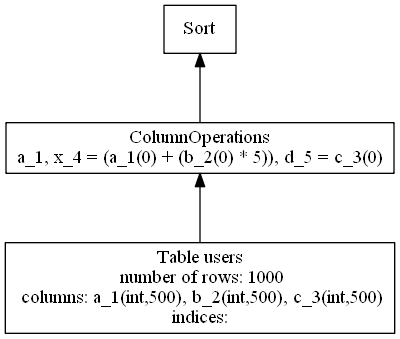 Sort
ColumnOperations
a_1, x_4 = (a_1(0) + (b_2(0) * 5)), d_5 = c_3(0)
Table users
number of rows: 1000
columns: a_1(int,500), b_2(int,500), c_3(int,500)
indices: